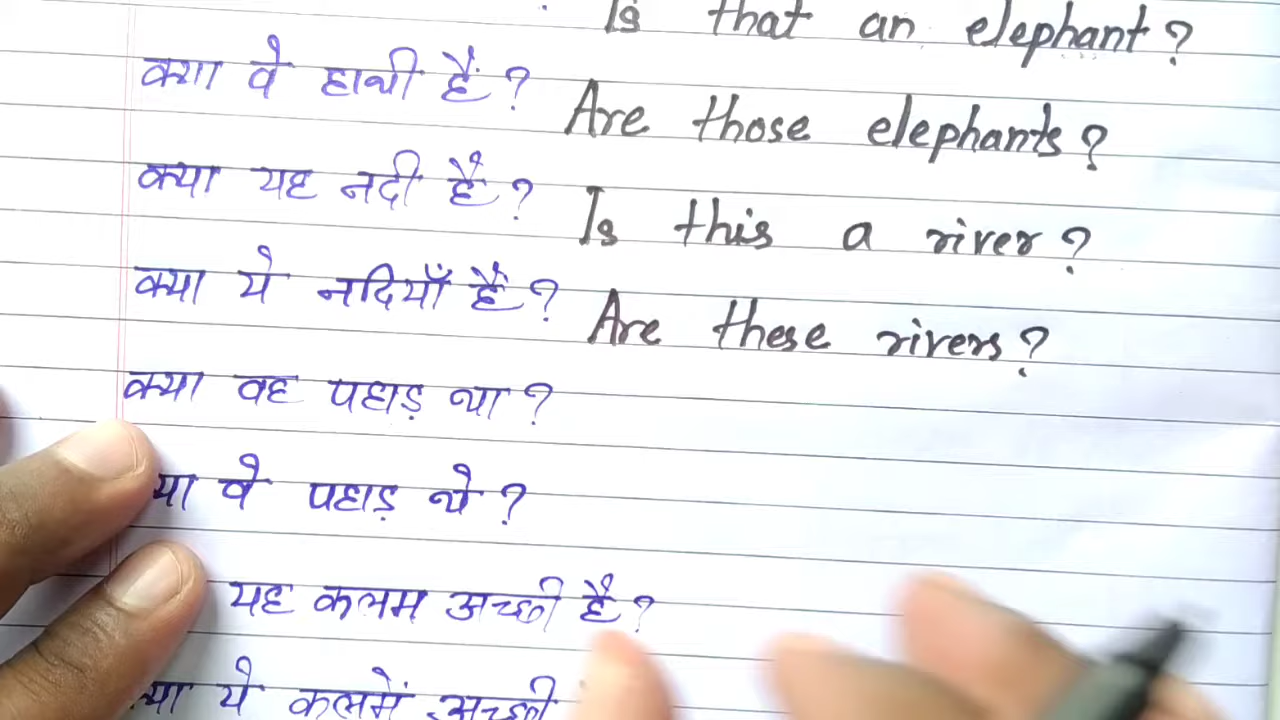 Is that an elephant?
क्या वे हाथी हैं? Are those elephants?
क्या यह नदी है? Is this a river?
क्या ये नदियाँ हैं? Are these rivers?
क्या वह पहाड़ था?
या वे पहाड़ थे?
यह कलम अच्छी है?
या ये कलमें अच्छी